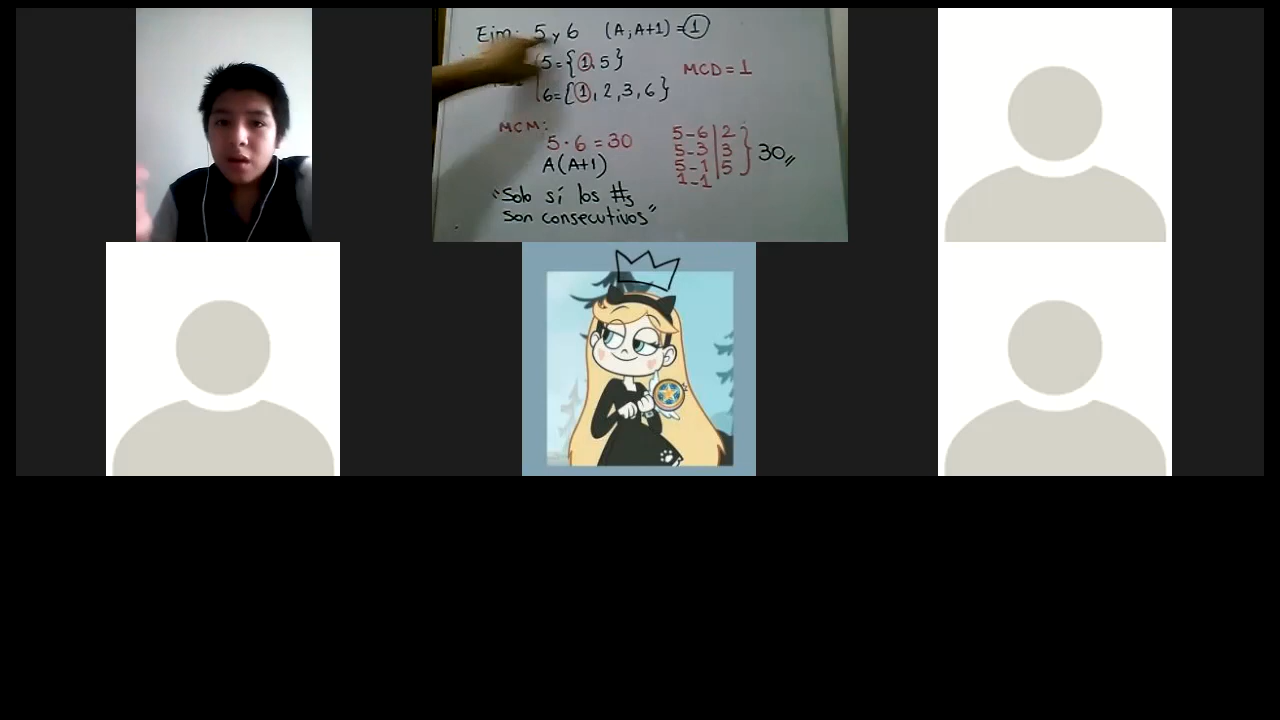 Ejm: 5 y 6 (A, A+1) = 1
5={1, 5}
6={1, 2, 3, 6}
MCD = 1
MCM:
5 · 6 = 30
A(A+1)
"Solo sí los #s
son consecutivos"
5-6|2
5-3|3
5-1|5
1-1
30